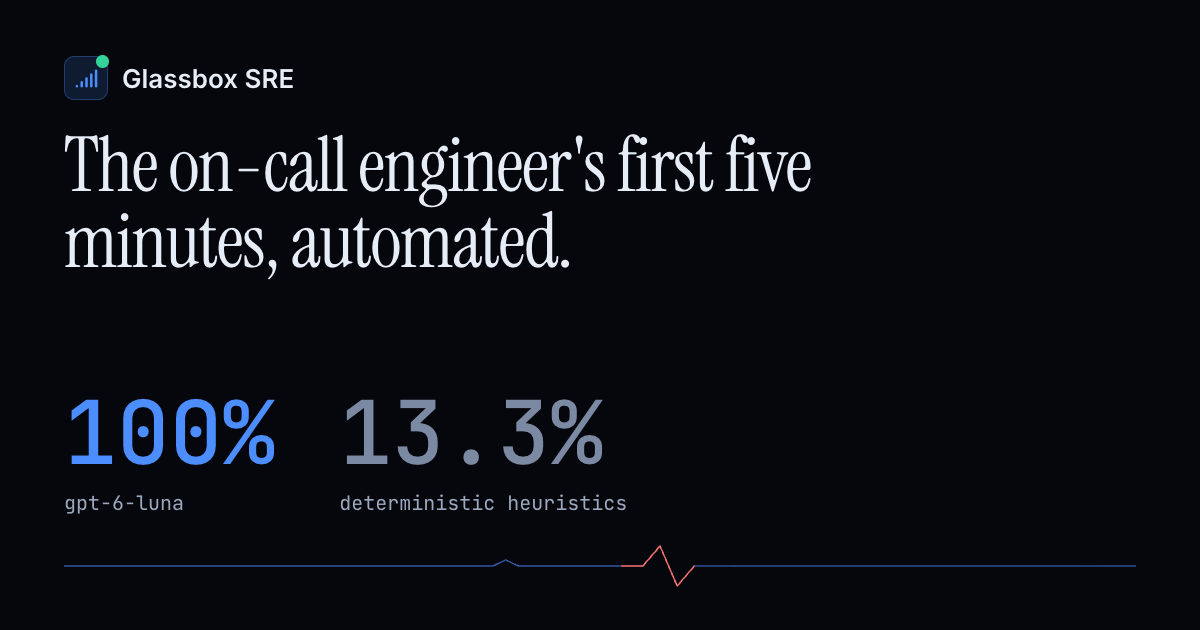 Glassbox SRE
The on-call engineer's first five
minutes, automated.
100% 13.3%
gpt-6-luna deterministic heuristics